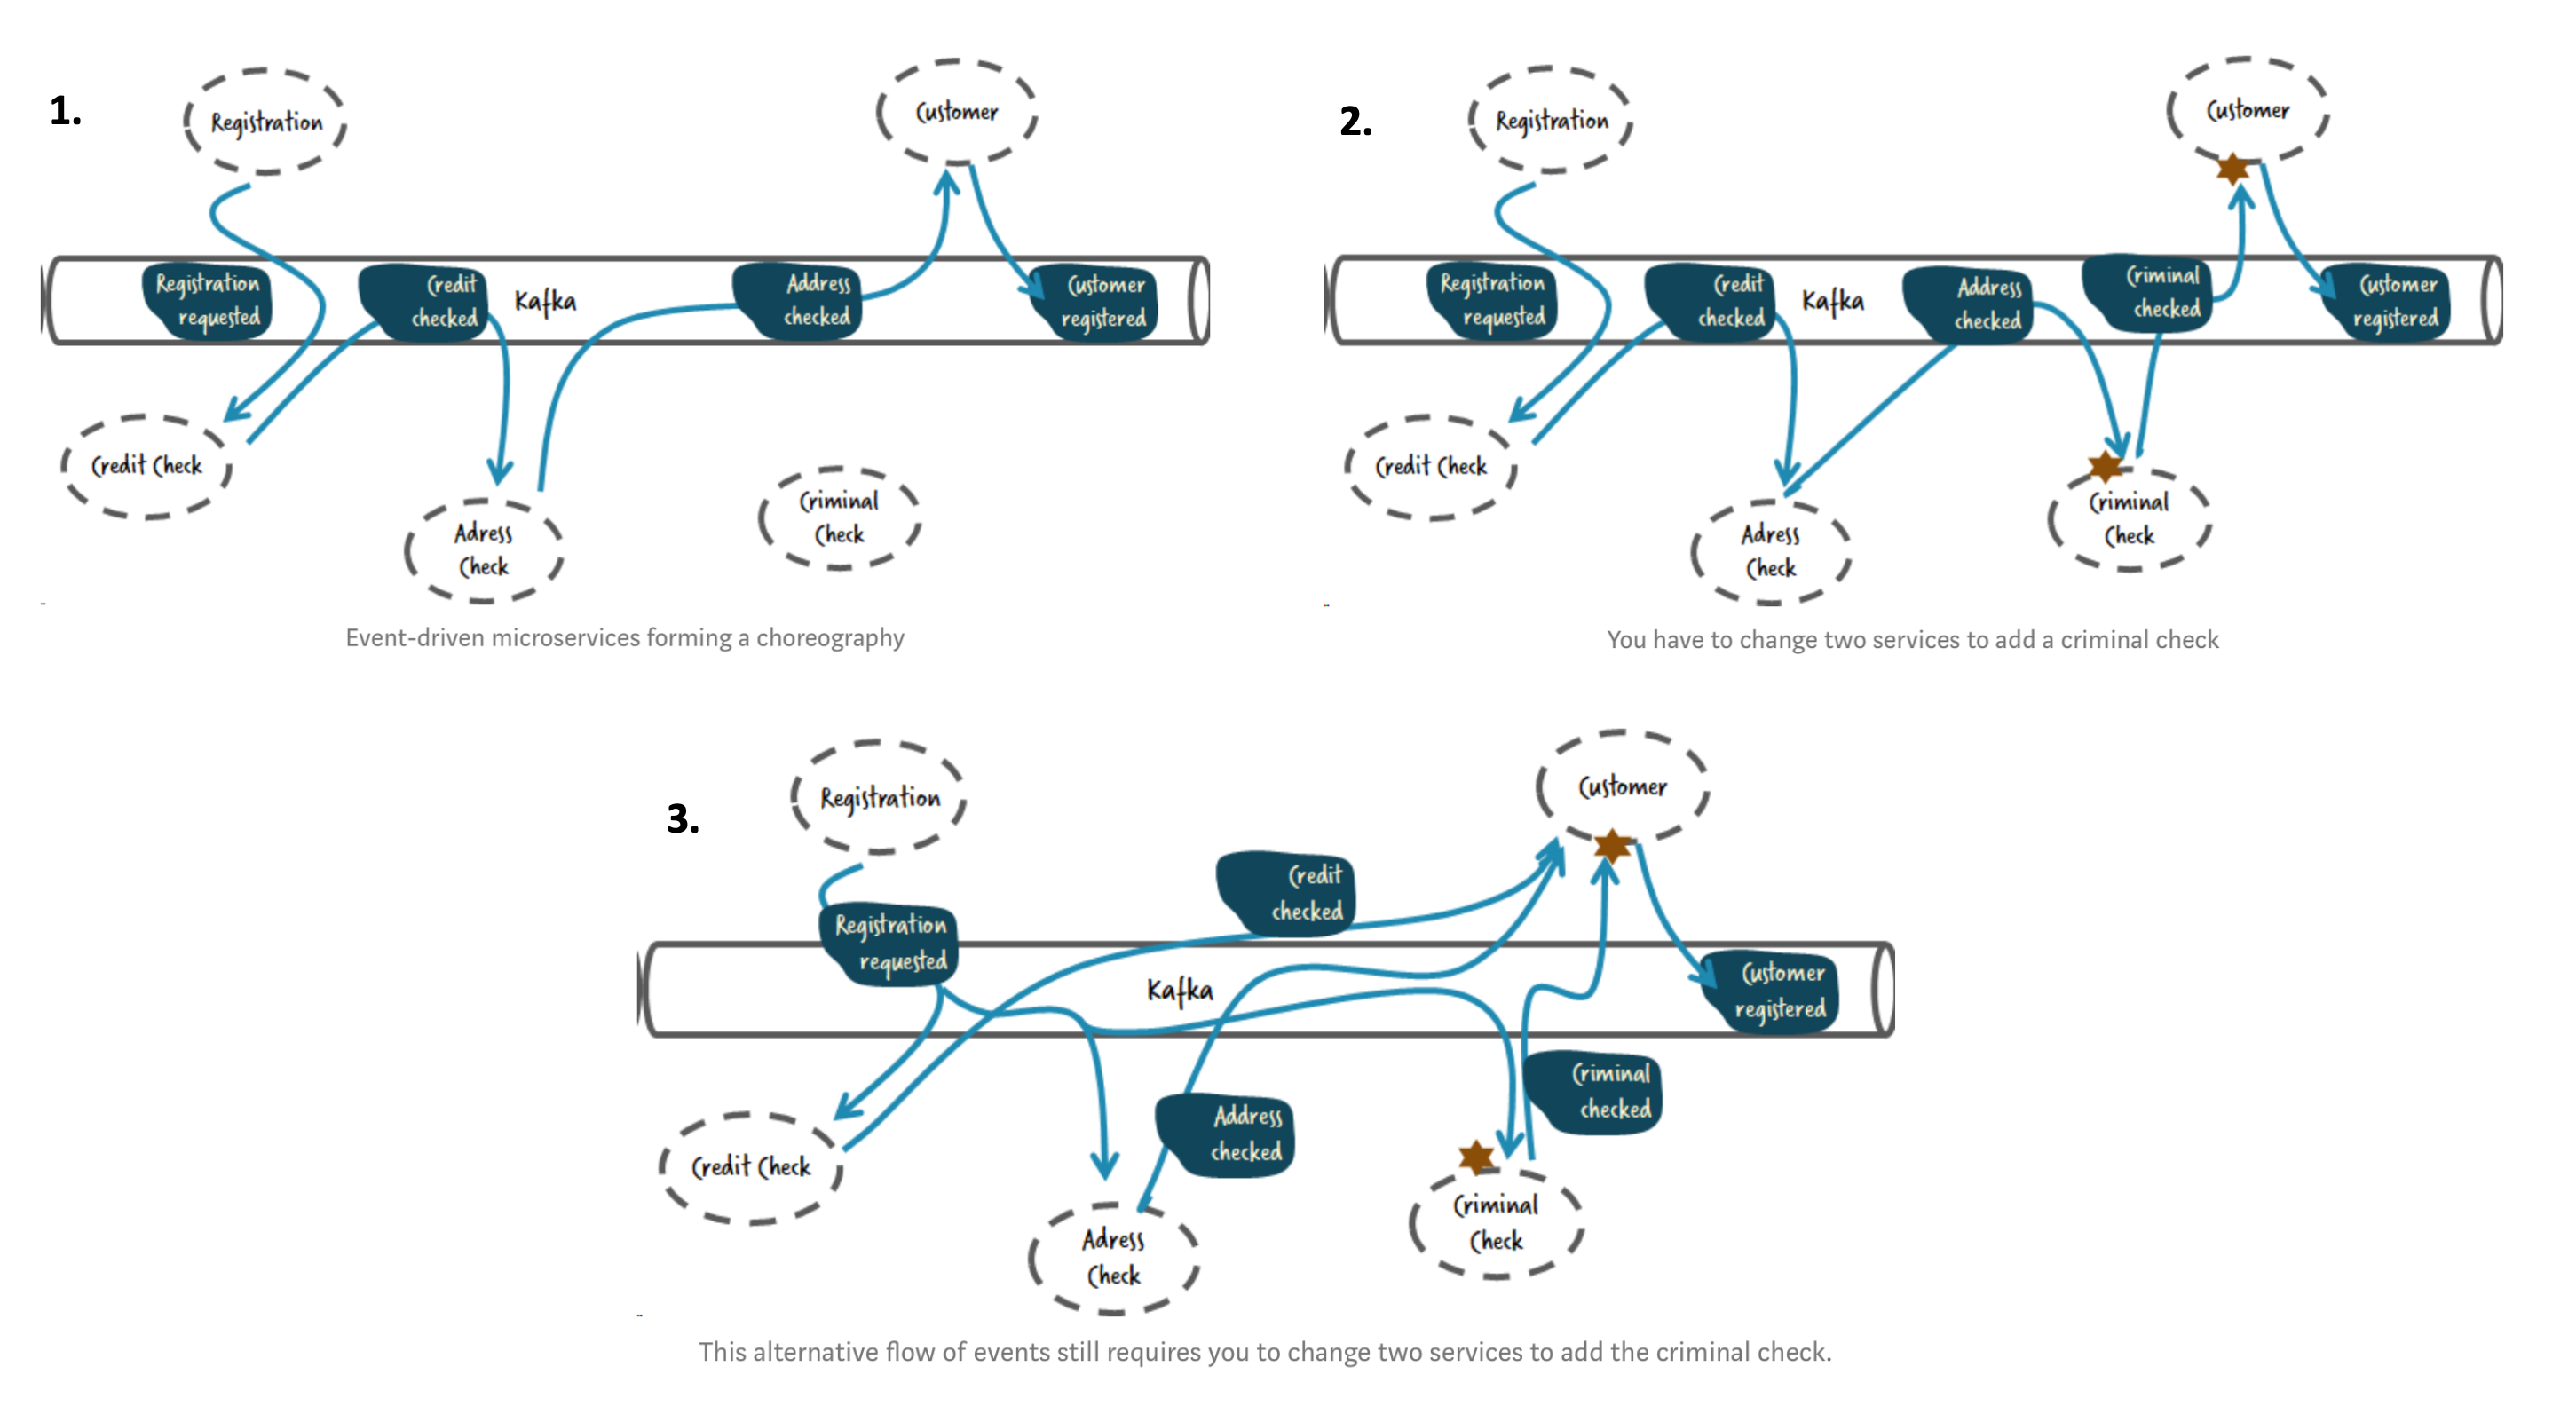 1.
Registration
Customer
Registration
requested
Credit
checked
Kafka
Address
checked
Customer
registered
Credit Check
Adress
Check
Criminal
Check
Event-driven microservices forming a choreography
2.
Registration
Customer
Registration
requested
Credit
checked
Kafka
Address
checked
Criminal
checked
Customer
registered
Credit Check
Adress
Check
Criminal
Check
You have to change two services to add a criminal check
3.
Registration
Customer
Credit
checked
Registration
requested
Kafka
Customer
registered
Criminal
checked
Address
checked
Credit Check
Adress
Check
Criminal
Check
This alternative flow of events still requires you to change two services to add the criminal check.